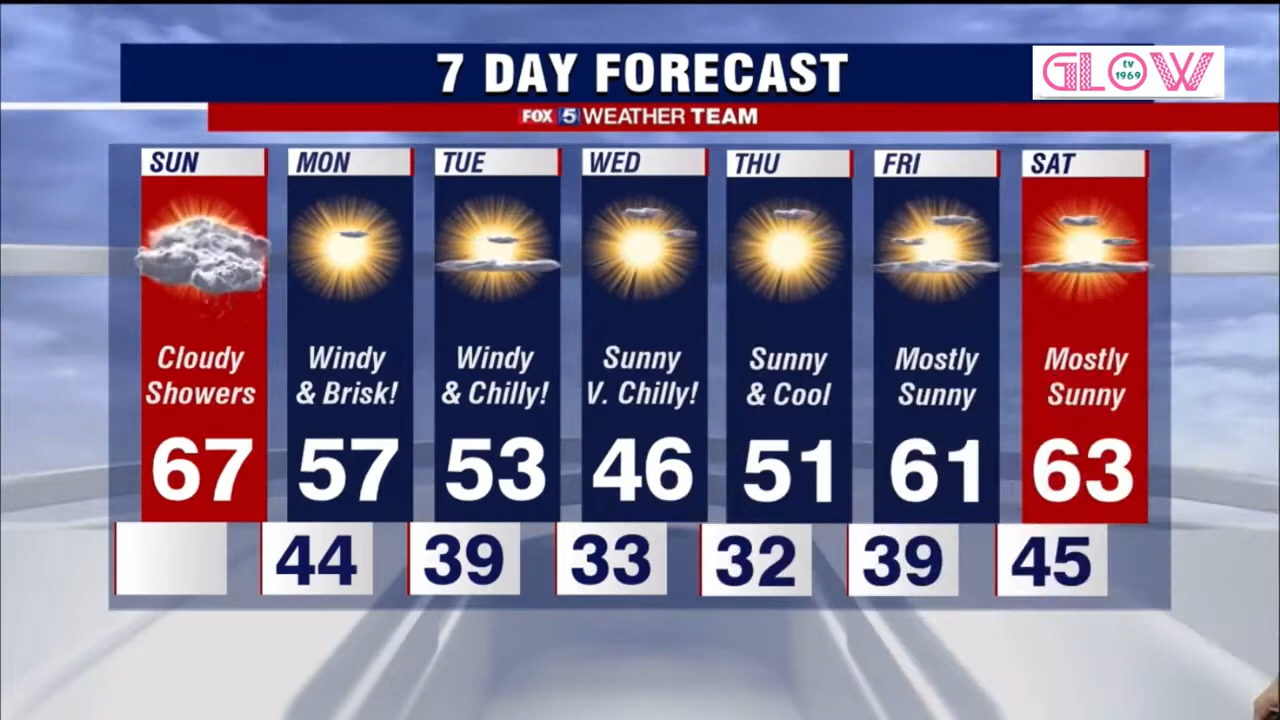 7 DAY FORECAST
GLOW
tv
1969
FOX 5 WEATHER TEAM
SUN MON TUE WED THU FRI SAT
Cloudy Windy Windy Sunny Sunny Mostly Mostly
Showers & Brisk! & Chilly! V. Chilly! & Cool Sunny Sunny
67 57 53 46 51 61 63
44 39 33 32 39 45